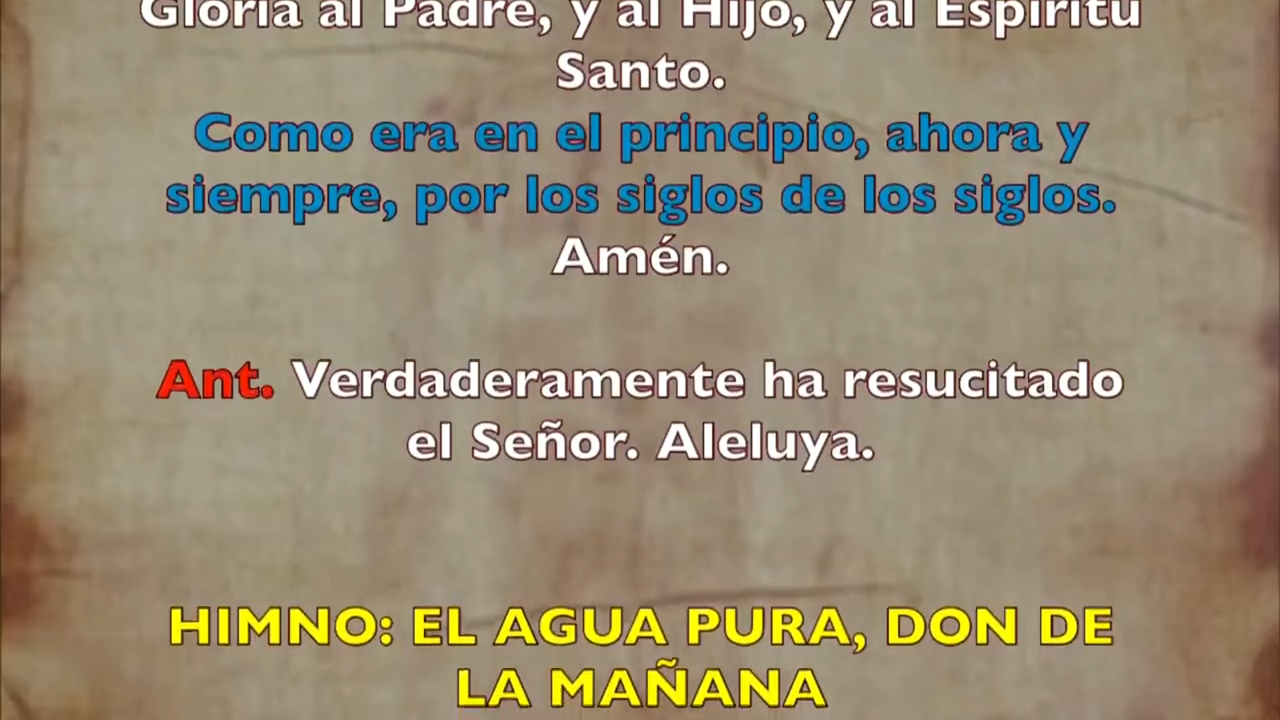 Gloria al Padre, y al Hijo, y al Espíritu
Santo.
Como era en el principio, ahora y
siempre, por los siglos de los siglos.
Amén.
Ant. Verdaderamente ha resucitado
el Señor. Aleluya.
HIMNO: EL AGUA PURA, DON DE
LA MAÑANA